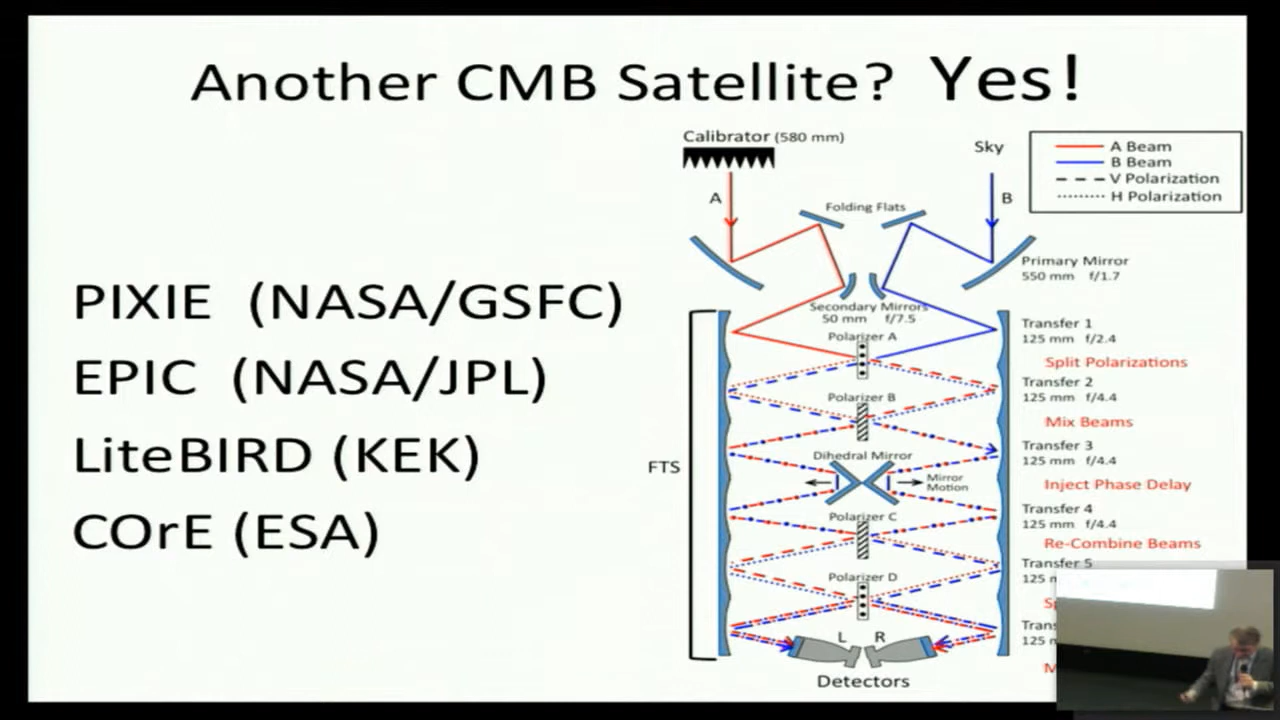 Another CMB Satellite? Yes!
PIXIE (NASA/GSFC)
EPIC (NASA/JPL)
LiteBIRD (KEK)
COrE (ESA)
Calibrator (580 mm)
Sky
A Beam
B Beam
V Polarization
H Polarization
A
B
Folding Flats
Primary Mirror
550 mm f/1.7
Secondary Mirrors
50 mm f/7.5
Transfer 1
125 mm f/2.4
Polarizer A
Split Polarizations
Transfer 2
125 mm f/4.4
Polarizer B
Mix Beams
Transfer 3
125 mm f/4.4
Dihedral Mirror
FTS
Mirror
Motion
Inject Phase Delay
Transfer 4
125 mm f/4.4
Polarizer C
Re-Combine Beams
Transfer 5
125 m
Polarizer D
Sp
Trans
125 m
L R
M
Detectors